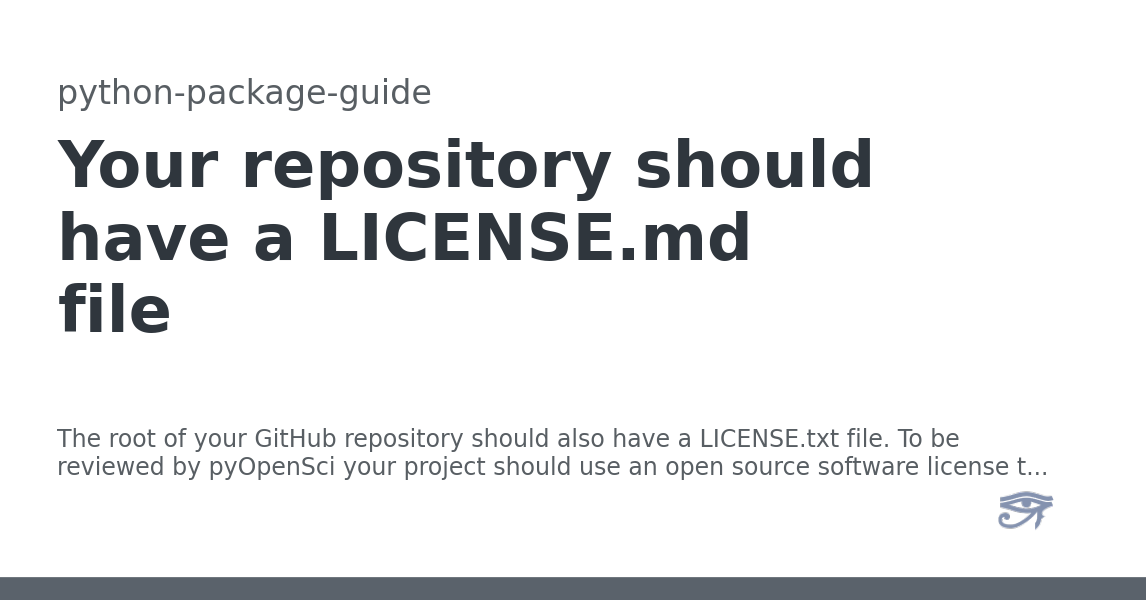 python-package-guide
Your repository should
have a LICENSE.md
file
The root of your GitHub repository should also have a LICENSE.txt file. To be
reviewed by pyOpenSci your project should use an open source software license t...